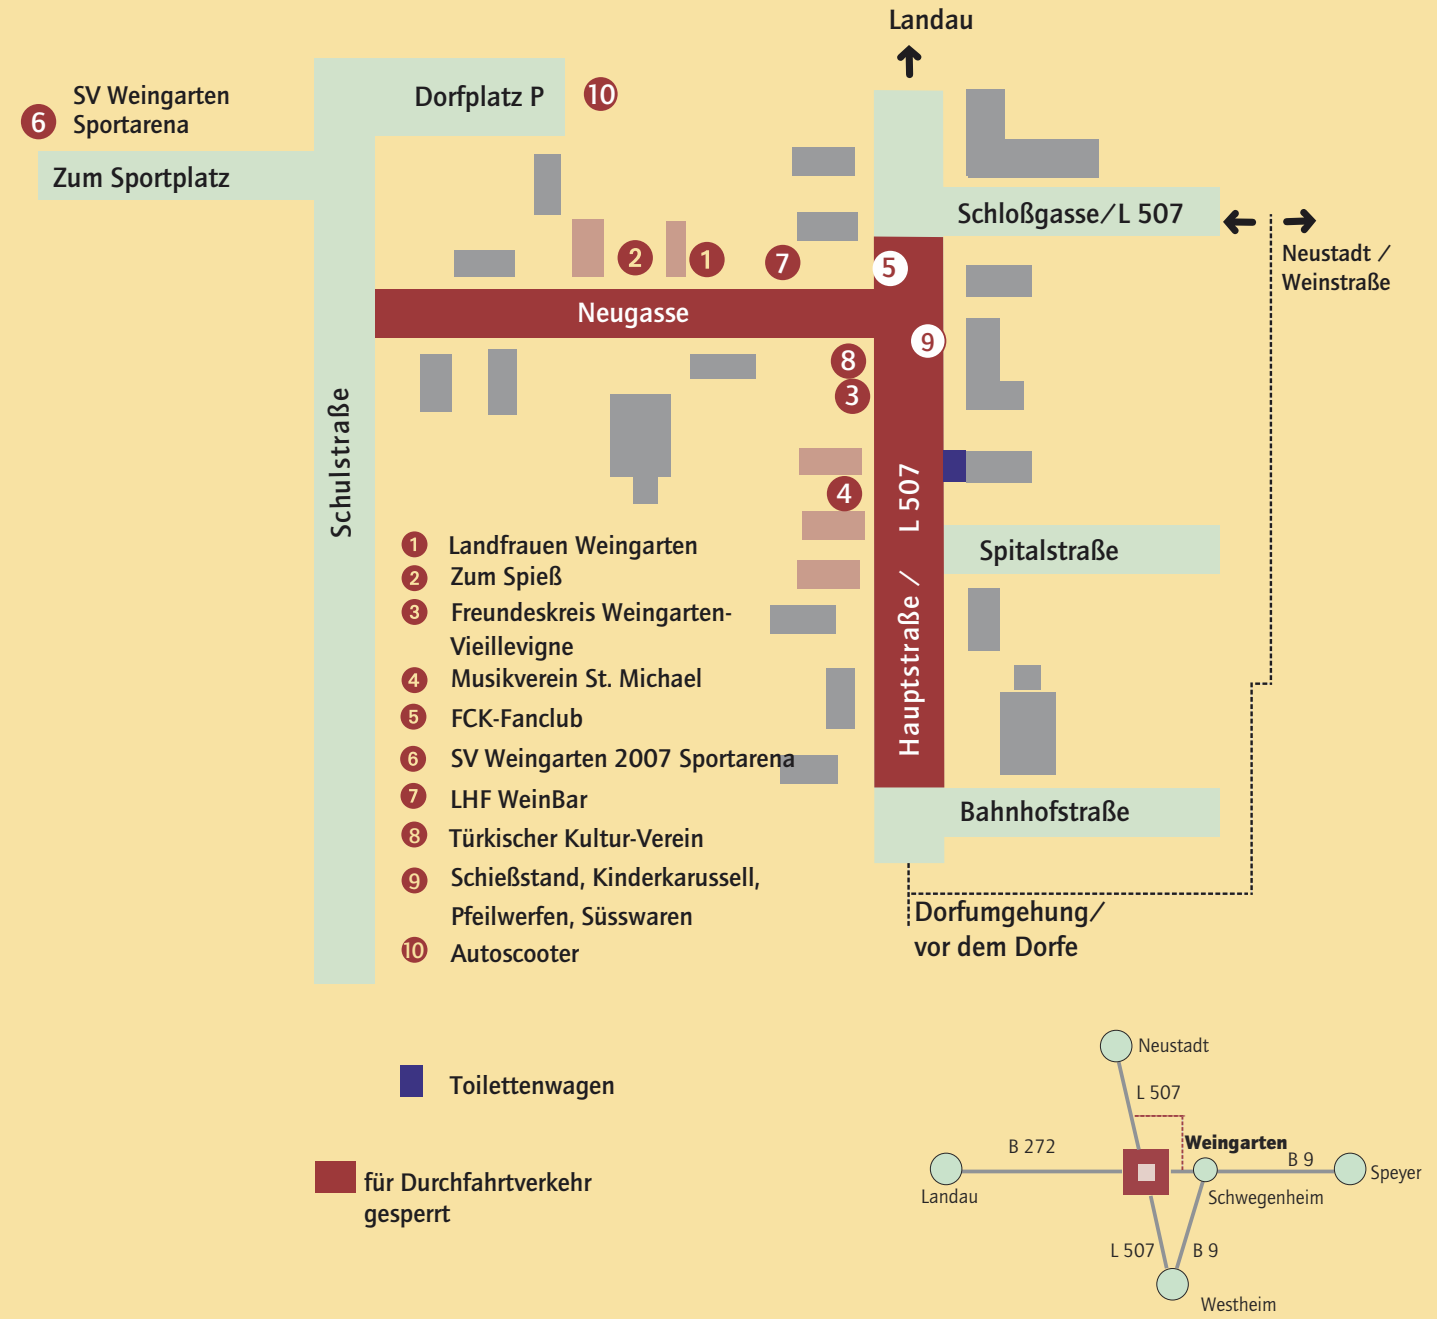 Landau
SV Weingarten
Sportarena
6
Dorfplatz P
10
Zum Sportplatz
Schloßgasse/L 507
Neustadt /
Weinstraße
2
1
7
5
Neugasse
9
8
3
4
Schulstraße
Hauptstraße / L 507
Spitalstraße
Bahnhofstraße
Dorfumgehung/
vor dem Dorfe
1 Landfrauen Weingarten
2 Zum Spieß
3 Freundeskreis Weingarten-
Vieillevigne
4 Musikverein St. Michael
5 FCK-Fanclub
6 SV Weingarten 2007 Sportarena
7 LHF WeinBar
8 Türkischer Kultur-Verein
9 Schießstand, Kinderkarussell,
Pfeilwerfen, Süsswaren
10 Autoscooter
Toilettenwagen
für Durchfahrtverkehr
gesperrt
Neustadt
L 507
B 272
Weingarten
B 9
Landau
Schwegenheim
Speyer
L 507
B 9
Westheim